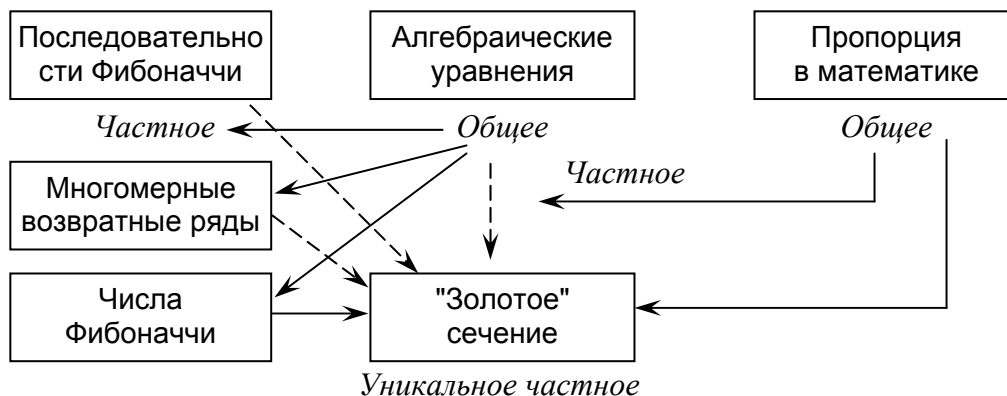 Последовательно
сти Фибоначчи
Алгебраические
уравнения
Пропорция
в математике
Частное
Общее
Общее
Многомерные
возвратные ряды
Частное
Числа
Фибоначчи
"Золотое"
сечение
Уникальное частное